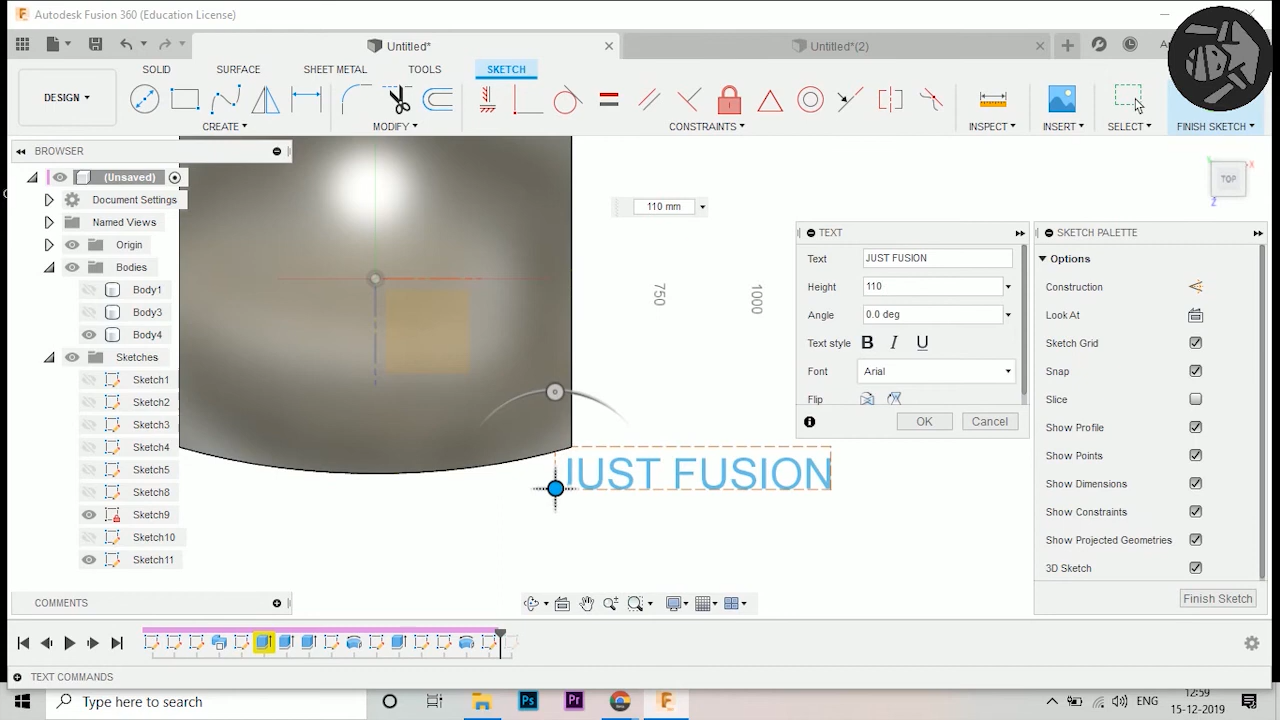 Autodesk Fusion 360 (Education License)
Untitled*
Untitled*(2)
SOLID
SURFACE
SHEET METAL
TOOLS
SKETCH
DESIGN
CREATE
MODIFY
CONSTRAINTS
INSPECT
INSERT
SELECT
FINISH SKETCH
BROWSER
(Unsaved)
Document Settings
Named Views
Origin
Bodies
Body1
Body3
Body4
Sketches
Sketch1
Sketch2
Sketch3
Sketch4
Sketch5
Sketch8
Sketch9
Sketch10
Sketch11
110 mm
750
1000
TOP
JUST FUSION
TEXT
Text JUST FUSION
Height 110
Angle 0.0 deg
Text style B I U
Font Arial
Flip
OK Cancel
SKETCH PALETTE
Options
Construction
Look At
Sketch Grid
Snap
Slice
Show Profile
Show Points
Show Dimensions
Show Constraints
Show Projected Geometries
3D Sketch
Finish Sketch
COMMENTS
TEXT COMMANDS
Type here to search
Ps
Pr
ENG
12:59
15-12-2019